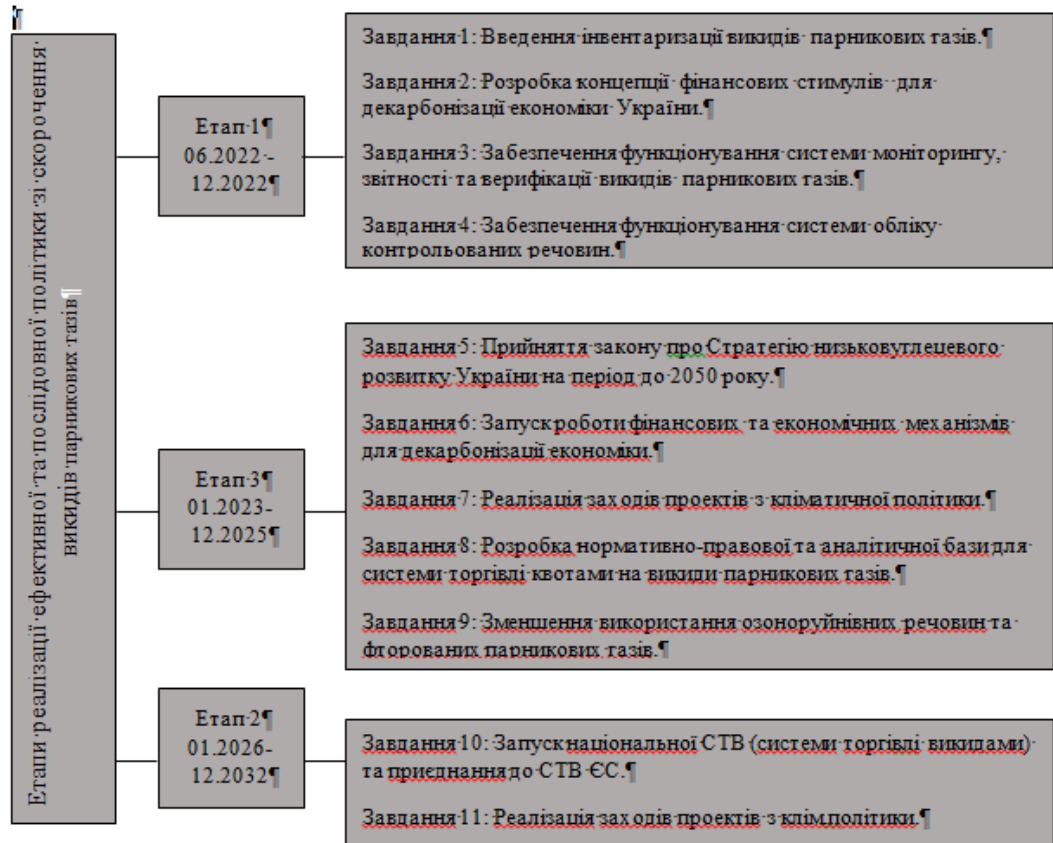 Етапи реалізації ефективної та послідовної політики зі скорочення
викидів парникових газів
Етап 1
06.2022 -
12.2022
Завдання 1: Введення інвентаризації викидів парникових газів.
Завдання 2: Розробка концепції фінансових стимулів для
декарбонізації економіки України.
Завдання 3: Забезпечення функціонування системи моніторингу,
звітності та верифікації викидів парникових газів.
Завдання 4: Забезпечення функціонування системи обліку
контрольованих речовин.
Етап 3
01.2023-
12.2025
Завдання 5: Прийняття закону про Стратегію низьковуглецевого
розвитку України на період до 2050 року.
Завдання 6: Запуск роботи фінансових та економічних механізмів
для декарбонізації економіки.
Завдання 7: Реалізація заходів проектів з кліматичної політики.
Завдання 8: Розробка нормативно-правової та аналітичної бази для
системи торгівлі квотами на викиди парникових газів.
Завдання 9: Зменшення використання озоноруйнівних речовин та
фторованих парникових газів.
Етап 2
01.2026-
12.2032
Завдання 10: Запуск національної СТВ (системи торгівлі викидами)
та приєднання до СТВ ЄС.
Завдання 11: Реалізація заходів проектів з клім.політики.